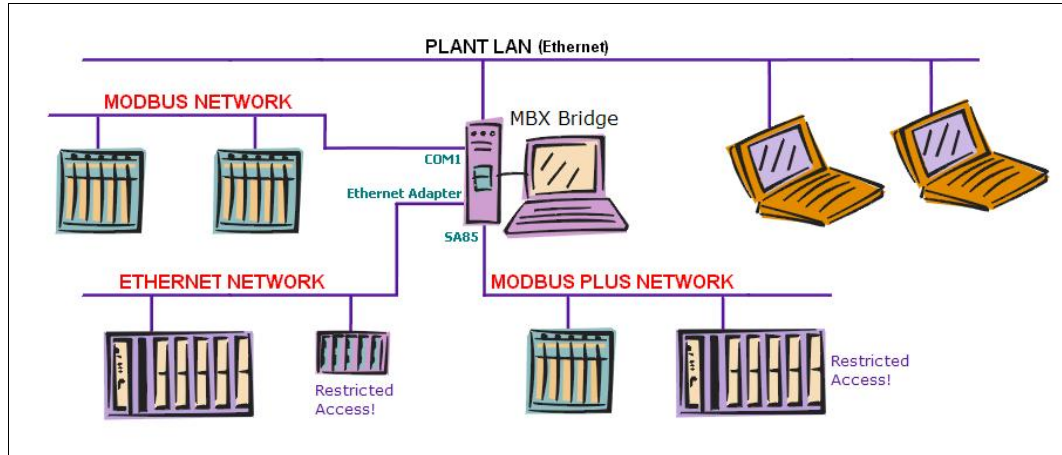 PLANT LAN (Ethernet)
MODBUS NETWORK
MBX Bridge
COM1
Ethernet Adapter
SA85
ETHERNET NETWORK
MODBUS PLUS NETWORK
Restricted
Access!
Restricted
Access!